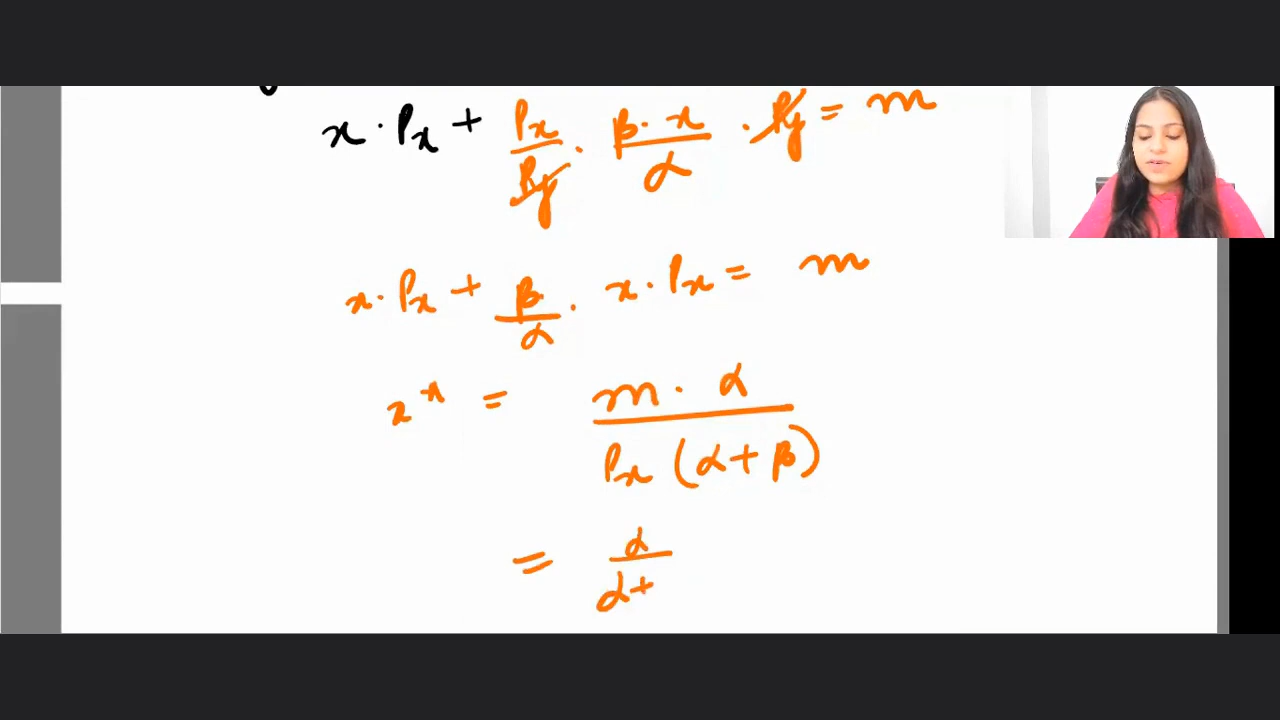 x · Px + Px/Py · β · x/α · Py = m
x · Px + β/α · x · Px = m
x* = m · α / Px (α + β)
= α / α +